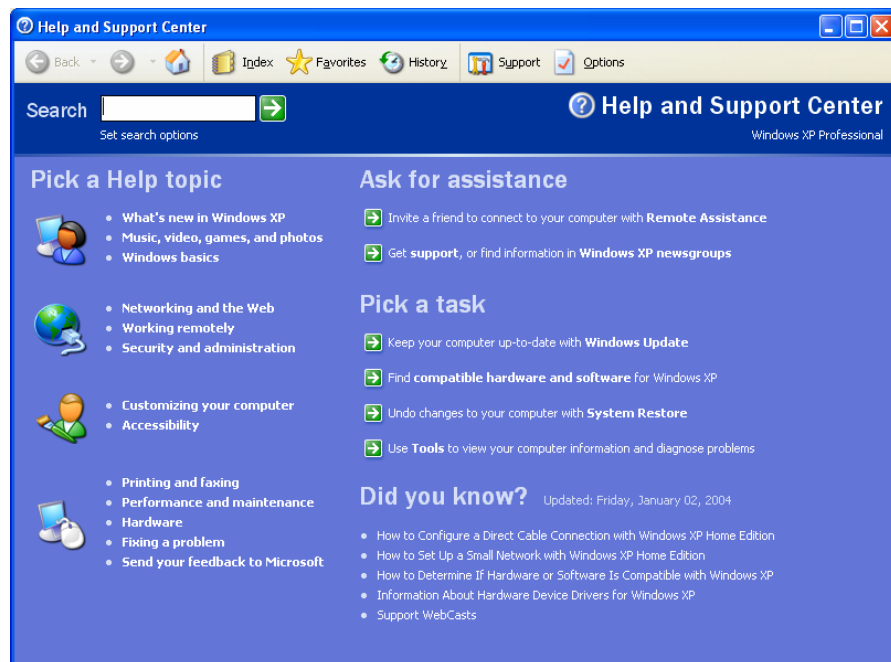 Help and Support Center
Back
Index
Favorites
History
Support
Options
Search
Set search options
Help and Support Center
Windows XP Professional
Pick a Help topic
What's new in Windows XP
Music, video, games, and photos
Windows basics
Networking and the Web
Working remotely
Security and administration
Customizing your computer
Accessibility
Printing and faxing
Performance and maintenance
Hardware
Fixing a problem
Send your feedback to Microsoft
Ask for assistance
Invite a friend to connect to your computer with Remote Assistance
Get support, or find information in Windows XP newsgroups
Pick a task
Keep your computer up-to-date with Windows Update
Find compatible hardware and software for Windows XP
Undo changes to your computer with System Restore
Use Tools to view your computer information and diagnose problems
Did you know? Updated: Friday, January 02, 2004
How to Configure a Direct Cable Connection with Windows XP Home Edition
How to Set Up a Small Network with Windows XP Home Edition
How to Determine If Hardware or Software Is Compatible with Windows XP
Information About Hardware Device Drivers for Windows XP
Support WebCasts